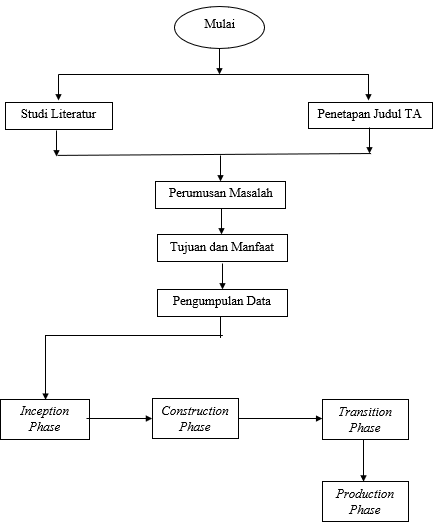 Mulai
Studi Literatur
Penetapan Judul TA
Perumusan Masalah
Tujuan dan Manfaat
Pengumpulan Data
Inception
Phase
Construction
Phase
Transition
Phase
Production
Phase